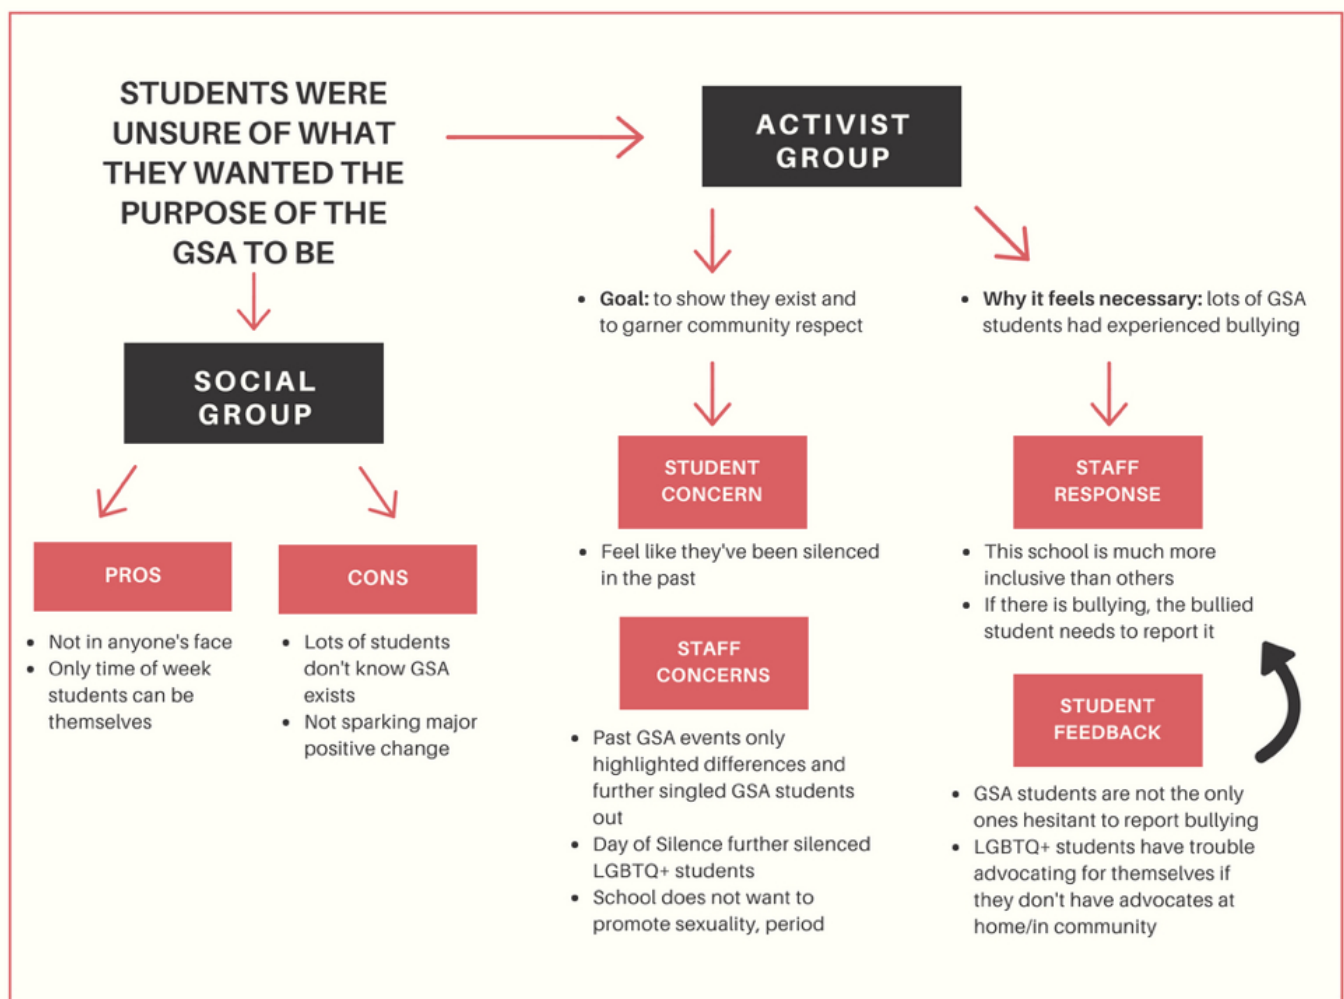 STUDENTS WERE
UNSURE OF WHAT
THEY WANTED THE
PURPOSE OF THE
GSA TO BE
SOCIAL
GROUP
PROS
• Not in anyone's face
• Only time of week
students can be
themselves
CONS
• Lots of students
don't know GSA
exists
• Not sparking major
positive change
ACTIVIST
GROUP
• Goal: to show they exist and
to garner community respect
STUDENT
CONCERN
• Feel like they've been silenced
in the past
STAFF
CONCERNS
• Past GSA events only
highlighted differences and
further singled GSA students
out
• Day of Silence further silenced
LGBTQ+ students
• School does not want to
promote sexuality, period
• Why it feels necessary: lots of GSA
students had experienced bullying
STAFF
RESPONSE
• This school is much more
inclusive than others
• If there is bullying, the bullied
student needs to report it
STUDENT
FEEDBACK
• GSA students are not the only
ones hesitant to report bullying
• LGBTQ+ students have trouble
advocating for themselves if
they don't have advocates at
home/in community